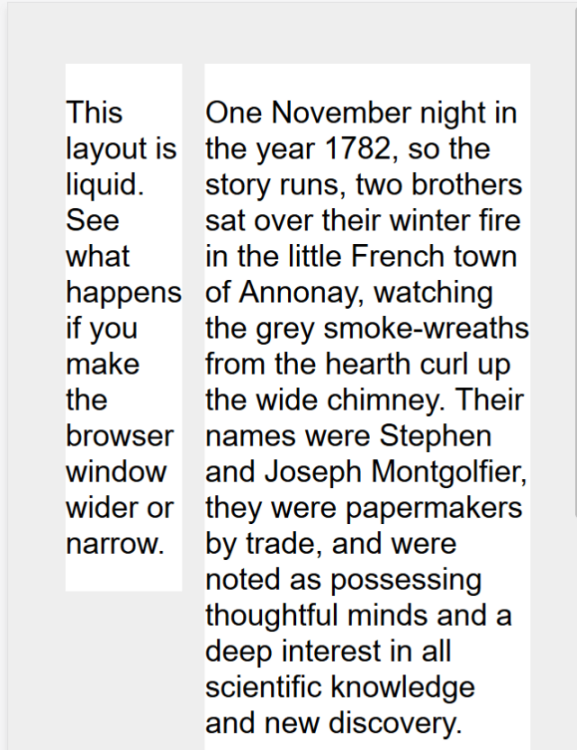 This
layout is
liquid.
See
what
happens
if you
make
the
browser
window
wider or
narrow.
One November night in
the year 1782, so the
story runs, two brothers
sat over their winter fire
in the little French town
of Annonay, watching
the grey smoke-wreaths
from the hearth curl up
the wide chimney. Their
names were Stephen
and Joseph Montgolfier,
they were papermakers
by trade, and were
noted as possessing
thoughtful minds and a
deep interest in all
scientific knowledge
and new discovery.